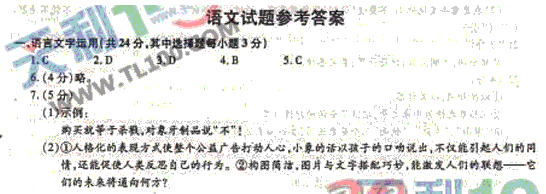 语文试题参考答案
一、语言文字运用(共24分,其中选择题每小题3分)
1.C 2.D 3.D 4.B 5.C
6.(4分)略。
7.(5分)
(1)示例:
购买就等于杀戮,对象牙制品说“不”!
(2)①人格化的表现方式使整个公益广告打动人心,小象的话以孩子的口吻说出,不仅能引起人们的同
情,还能促使人类反思自己的行为。②构图简洁,图片与文字搭配巧妙,能激发人们的联想——它
们的未来将通向何方?
天利
WWW.TL100.COM